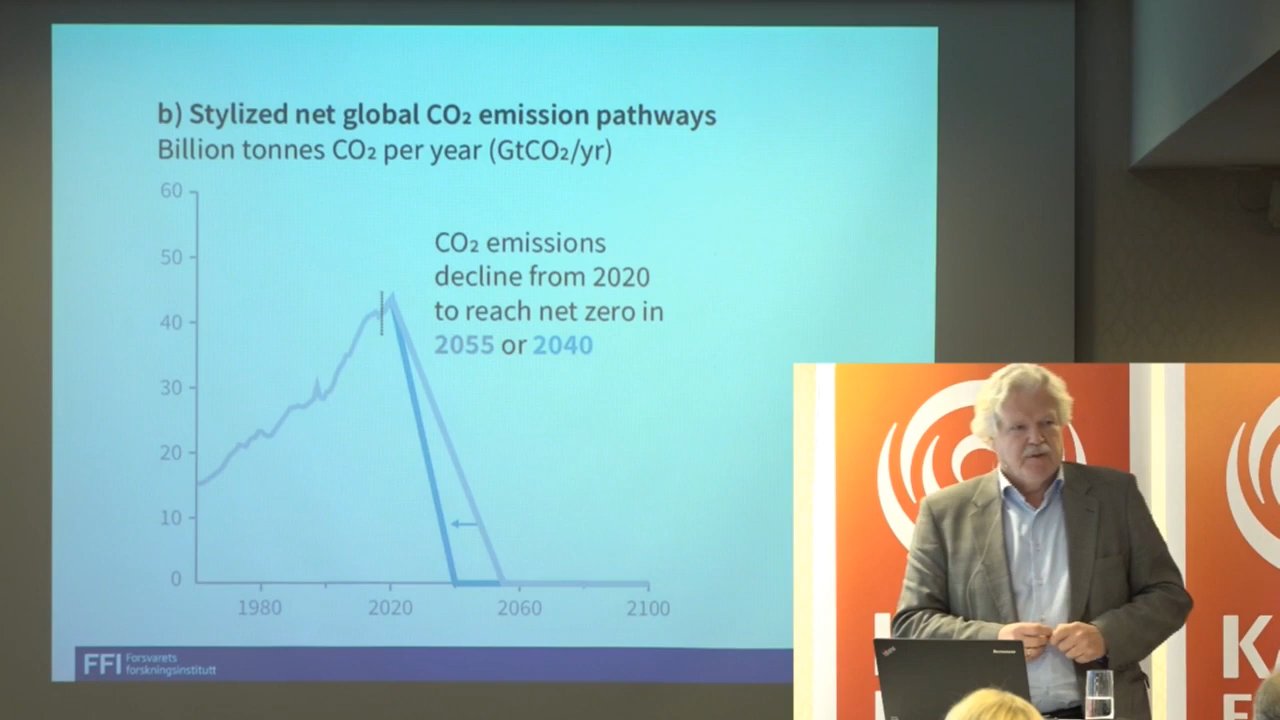 b) Stylized net global CO₂ emission pathways
Billion tonnes CO₂ per year (GtCO₂/yr)
60
50
40
30
20
10
0
CO₂ emissions
decline from 2020
to reach net zero in
2055 or 2040
1980 2020 2060 2100
FFI Forsvarets
forskningsinstitutt